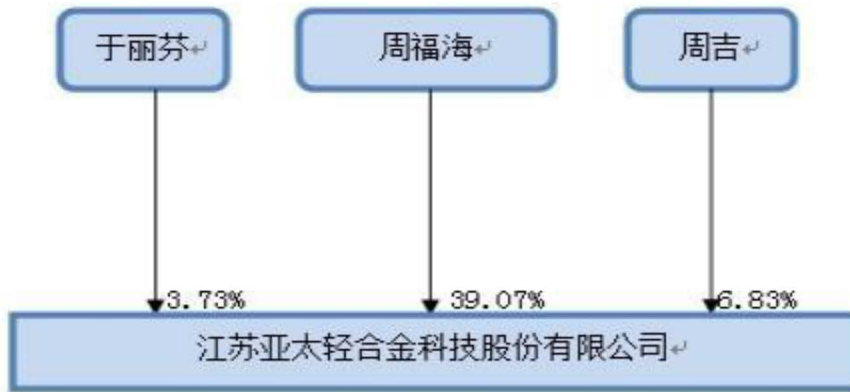 于丽芬
周福海
周吉
3.73%
39.07%
6.83%
江苏亚太轻合金科技股份有限公司